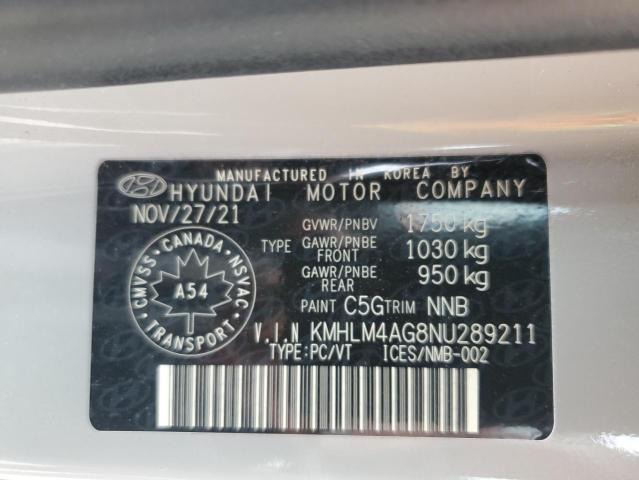 MANUFACTURED IN KOREA BY
HYUNDAI MOTOR COMPANY
NOV/27/21
GVWR/PNBV 1750 kg
TYPE GAWR/PNBE FRONT 1030 kg
GAWR/PNBE REAR 950 kg
PAINT C5G TRIM NNB
CMVSS · CANADA · NSVAC
A54
TRANSPORT
V.I.N KMHLM4AG8NU289211
TYPE:PC/VT ICES/NMB-002